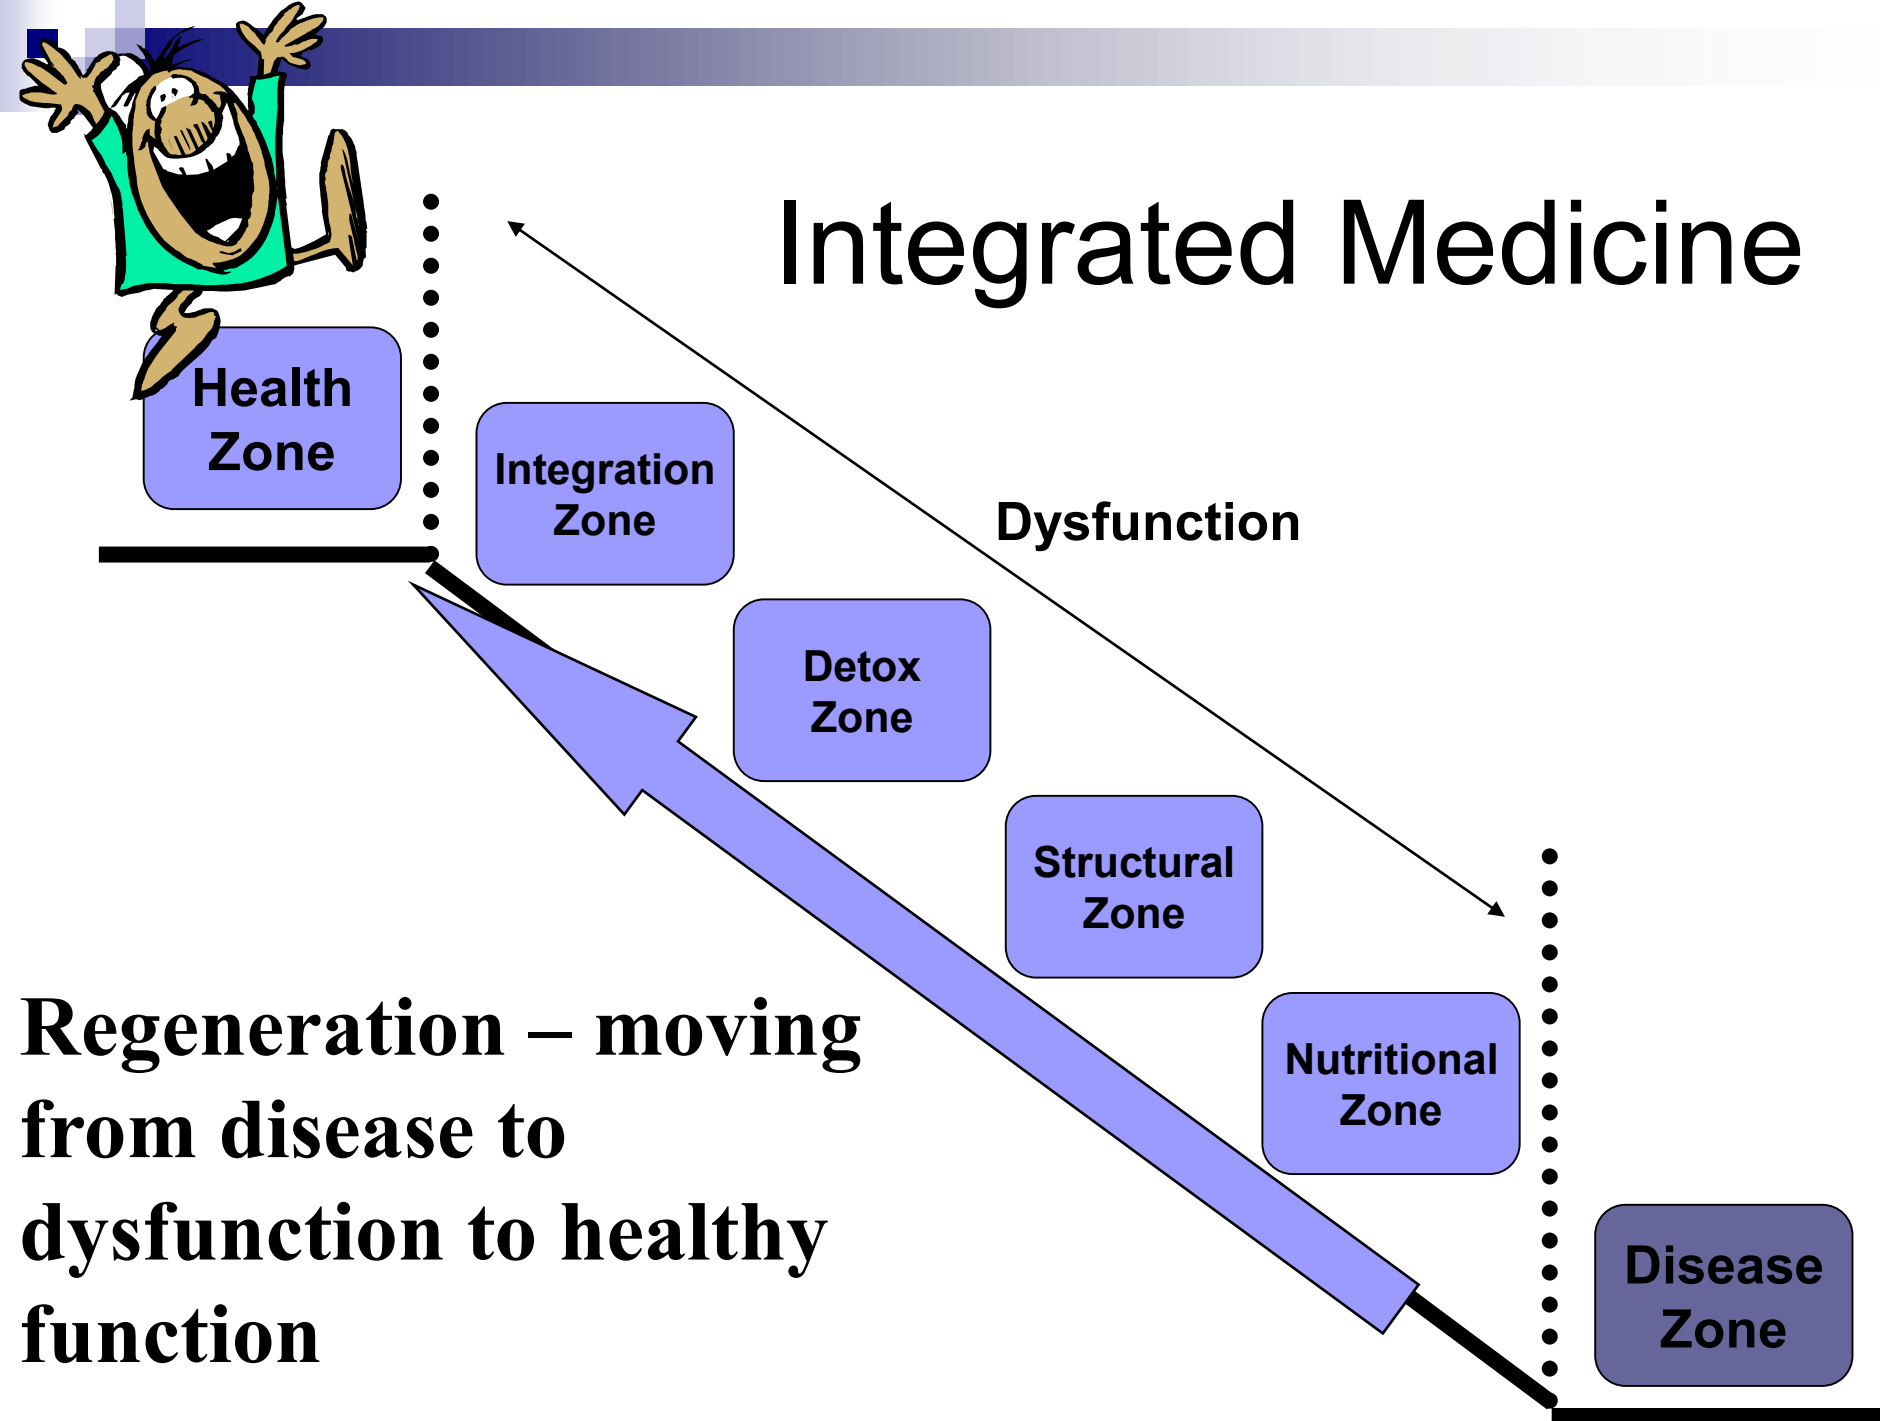 Integrated Medicine
Health
Zone
Integration
Zone
Dysfunction
Detox
Zone
Structural
Zone
Nutritional
Zone
Disease
Zone
Regeneration – moving
from disease to
dysfunction to healthy
function